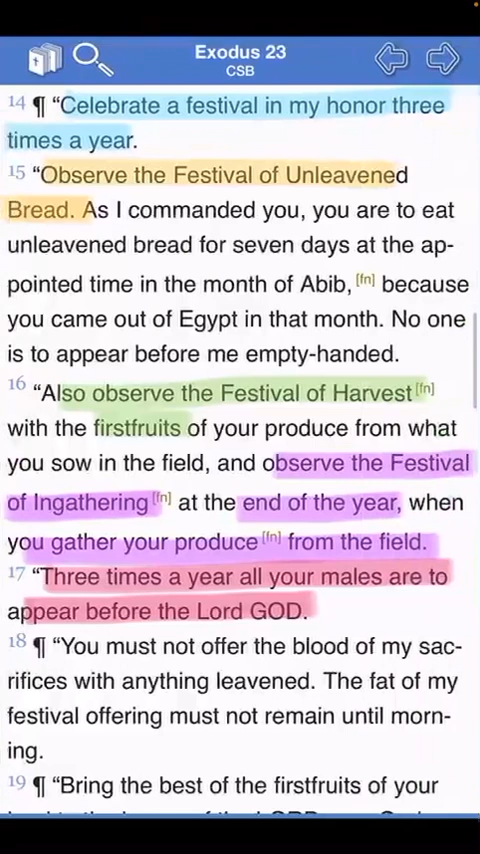 Exodus 23
CSB
14 ¶ “Celebrate a festival in my honor three
times a year.
15 “Observe the Festival of Unleavened
Bread. As I commanded you, you are to eat
unleavened bread for seven days at the ap-
pointed time in the month of Abib, [fn] because
you came out of Egypt in that month. No one
is to appear before me empty-handed.
16 “Also observe the Festival of Harvest [fn]
with the firstfruits of your produce from what
you sow in the field, and observe the Festival
of Ingathering [fn] at the end of the year, when
you gather your produce [fn] from the field.
17 “Three times a year all your males are to
appear before the Lord GOD.
18 ¶ “You must not offer the blood of my sac-
rifices with anything leavened. The fat of my
festival offering must not remain until morn-
ing.
19 ¶ “Bring the best of the firstfruits of your